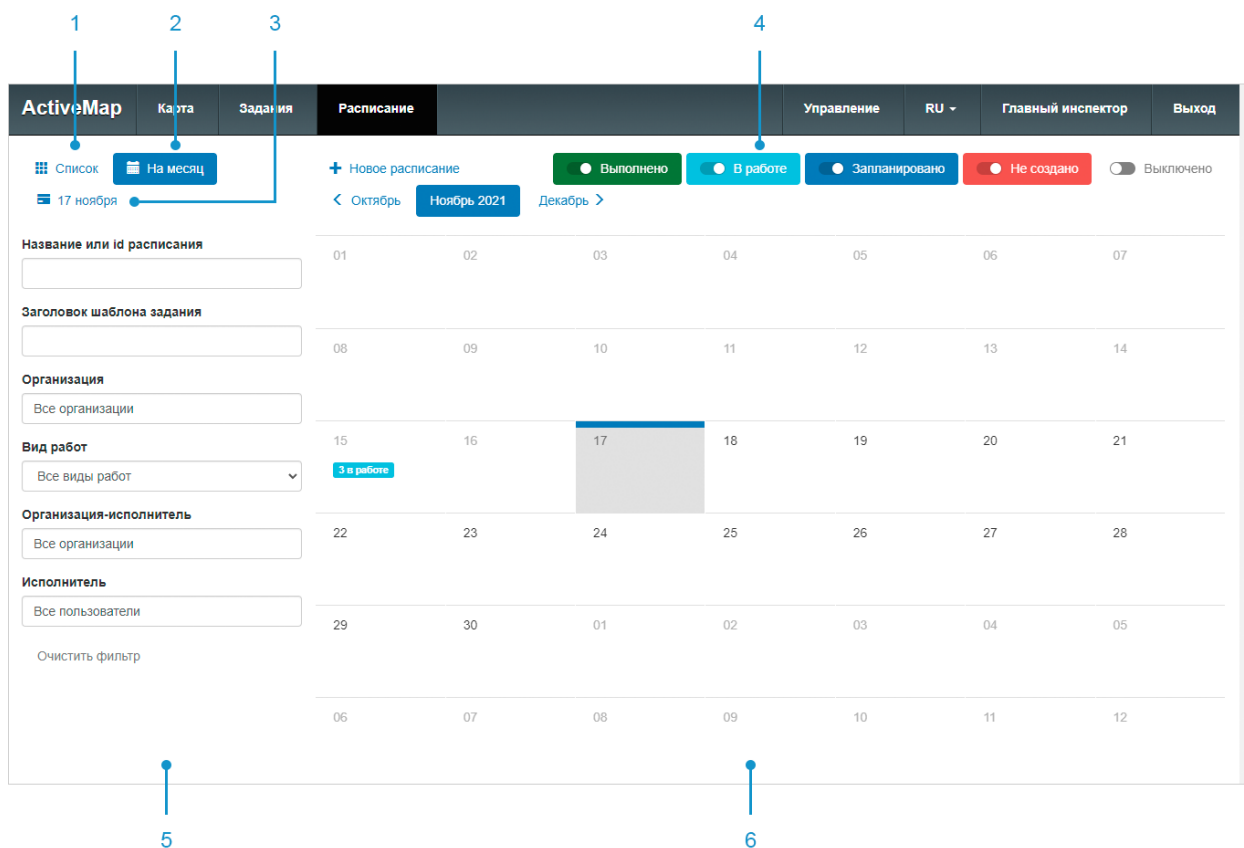 1 2 3 4
ActiveMap Карта Задания Расписание Управление RU Главный инспектор Выход
Список На месяц + Новое расписание Выполнено В работе Запланировано Не создано Выключено
17 ноября Октябрь Ноябрь 2021 Декабрь
Название или id расписания
01 02 03 04 05 06 07
Заголовок шаблона задания
08 09 10 11 12 13 14
Организация
Все организации
15 16 17 18 19 20 21
Вид работ
3 в работе
Все виды работ
Организация-исполнитель
22 23 24 25 26 27 28
Все организации
Исполнитель
Все пользователи
29 30 01 02 03 04 05
Очистить фильтр
06 07 08 09 10 11 12
5 6